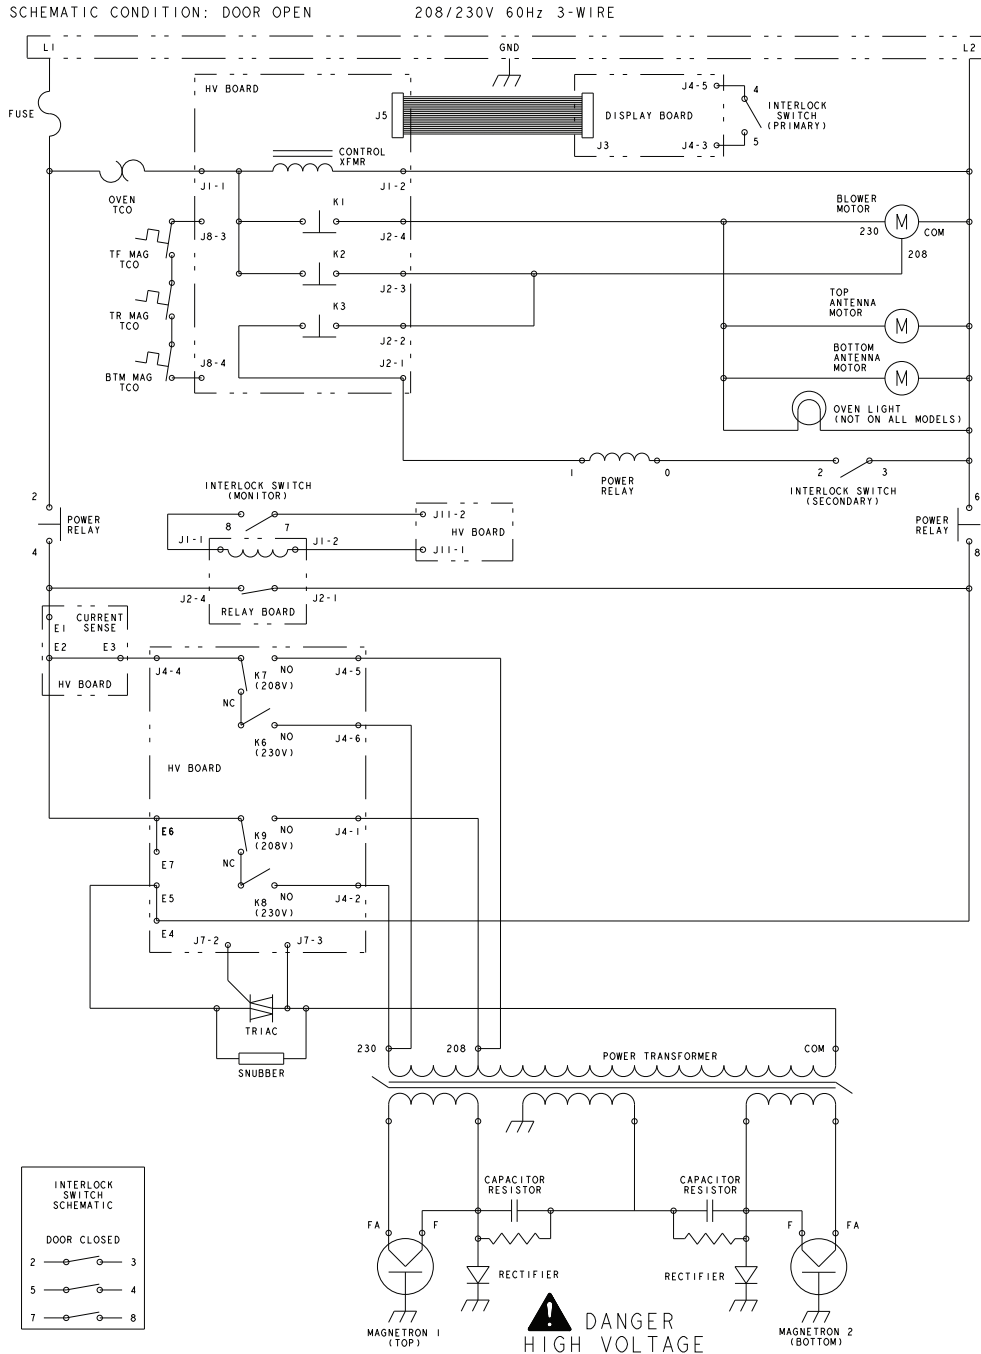 SCHEMATIC CONDITION: DOOR OPEN
208/230V 60Hz 3-WIRE
L1
GND
L2
HV BOARD
FUSE
J5
J3
DISPLAY BOARD
J4-5
J4-3
4
5
INTERLOCK
SWITCH
(PRIMARY)
CONTROL
XFMR
OVEN
TCO
J1-1
J1-2
K1
BLOWER
MOTOR
230
M
COM
208
J8-3
J2-4
TF MAG
TCO
K2
J2-3
TR MAG
TCO
K3
J2-2
TOP
ANTENNA
MOTOR
M
BTM MAG
TCO
J8-4
J2-1
BOTTOM
ANTENNA
MOTOR
M
OVEN LIGHT
(NOT ON ALL MODELS)
1
0
POWER
RELAY
2
3
INTERLOCK SWITCH
(SECONDARY)
2
POWER
RELAY
4
INTERLOCK SWITCH
(MONITOR)
8
7
J11-2
HV BOARD
J11-1
J1-1
J1-2
6
POWER
RELAY
8
J2-4
J2-1
RELAY BOARD
CURRENT
SENSE
E1
E2
E3
HV BOARD
J4-4
K7
(208V)
NO
J4-5
NC
K6
(230V)
NO
J4-6
HV BOARD
E6
K9
(208V)
NO
J4-1
E7
NC
E5
K8
(230V)
NO
J4-2
E4
J7-2
J7-3
TRIAC
SNUBBER
230
208
POWER TRANSFORMER
COM
CAPACITOR
RESISTOR
CAPACITOR
RESISTOR
FA
F
F
FA
RECTIFIER
RECTIFIER
MAGNETRON 1
(TOP)
MAGNETRON 2
(BOTTOM)
! DANGER
HIGH VOLTAGE
INTERLOCK
SWITCH
SCHEMATIC
DOOR CLOSED
2
3
5
4
7
8